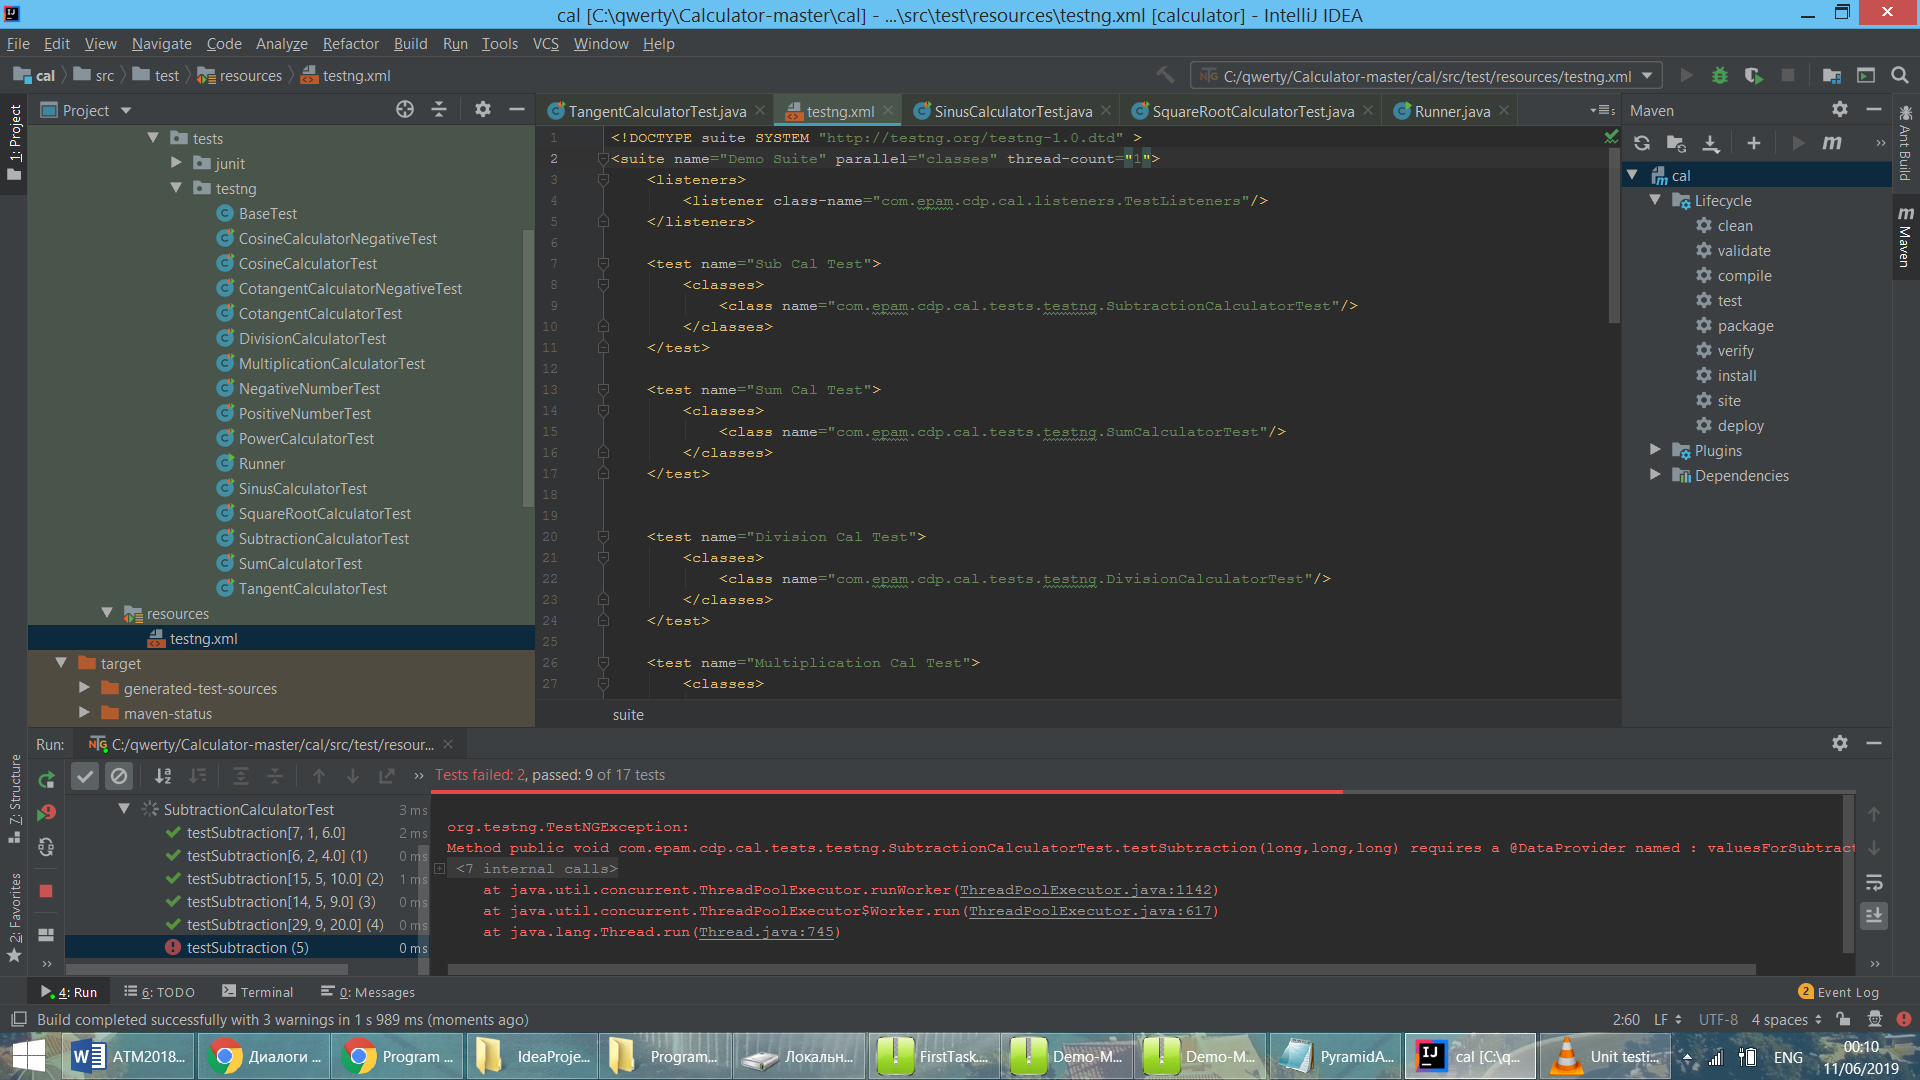 cal [C:\qwerty\Calculator-master\cal] - ...\src\test\resources\testng.xml [calculator] - IntelliJ IDEA
File Edit View Navigate Code Analyze Refactor Build Run Tools VCS Window Help
cal src test resources testng.xml
C:/qwerty/Calculator-master/cal/src/test/resources/testng.xml
1: Project
Z: Structure
2: Favorites
Project
tests
junit
testng
BaseTest
CosineCalculatorNegativeTest
CosineCalculatorTest
CotangentCalculatorNegativeTest
CotangentCalculatorTest
DivisionCalculatorTest
MultiplicationCalculatorTest
NegativeNumberTest
PositiveNumberTest
PowerCalculatorTest
Runner
SinusCalculatorTest
SquareRootCalculatorTest
SubtractionCalculatorTest
SumCalculatorTest
TangentCalculatorTest
resources
testng.xml
target
generated-test-sources
maven-status
TangentCalculatorTest.java testng.xml SinusCalculatorTest.java SquareRootCalculatorTest.java Runner.java
1 <!DOCTYPE suite SYSTEM "http://testng.org/testng-1.0.dtd" >
2 <suite name="Demo Suite" parallel="classes" thread-count="1">
3 <listeners>
4 <listener class-name="com.epam.cdp.cal.listeners.TestListeners"/>
5 </listeners>
6
7 <test name="Sub Cal Test">
8 <classes>
9 <class name="com.epam.cdp.cal.tests.testng.SubtractionCalculatorTest"/>
10 </classes>
11 </test>
12
13 <test name="Sum Cal Test">
14 <classes>
15 <class name="com.epam.cdp.cal.tests.testng.SumCalculatorTest"/>
16 </classes>
17 </test>
18
19
20 <test name="Division Cal Test">
21 <classes>
22 <class name="com.epam.cdp.cal.tests.testng.DivisionCalculatorTest"/>
23 </classes>
24 </test>
25
26 <test name="Multiplication Cal Test">
27 <classes>
suite
Maven
cal
Lifecycle
clean
validate
compile
test
package
verify
install
site
deploy
Plugins
Dependencies
Ant Build
Maven
Run: C:/qwerty/Calculator-master/cal/src/test/resour...
Tests failed: 2, passed: 9 of 17 tests
SubtractionCalculatorTest 3 ms
testSubtraction[7, 1, 6.0] 2 ms
testSubtraction[6, 2, 4.0] (1) 0 ms
testSubtraction[15, 5, 10.0] (2) 1 ms
testSubtraction[14, 5, 9.0] (3) 0 ms
testSubtraction[29, 9, 20.0] (4) 0 ms
testSubtraction (5) 0 ms
org.testng.TestNGException:
Method public void com.epam.cdp.cal.tests.testng.SubtractionCalculatorTest.testSubtraction(long,long,long) requires a @DataProvider named : valuesForSubtract
<7 internal calls>
at java.util.concurrent.ThreadPoolExecutor.runWorker(ThreadPoolExecutor.java:1142)
at java.util.concurrent.ThreadPoolExecutor$Worker.run(ThreadPoolExecutor.java:617)
at java.lang.Thread.run(Thread.java:745)
4: Run 6: TODO Terminal 0: Messages
2 Event Log
Build completed successfully with 3 warnings in 1 s 989 ms (moments ago)
2:60 LF UTF-8 4 spaces
ATM2018... Диалоги ... Program ... IdeaProje... Program... Локальн... FirstTask.... Demo-M... Demo-M... PyramidA... cal [C:\q... Unit testi... ENG
00:10
11/06/2019